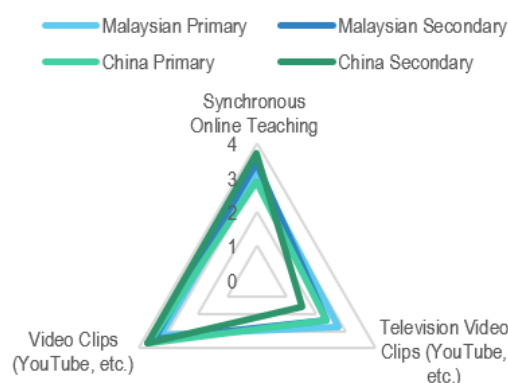 Malaysian Primary
Malaysian Secondary
China Primary
China Secondary
Synchronous
Online Teaching
4
3
2
1
0
Video Clips
(YouTube, etc.)
Television Video
Clips (YouTube,
etc.)